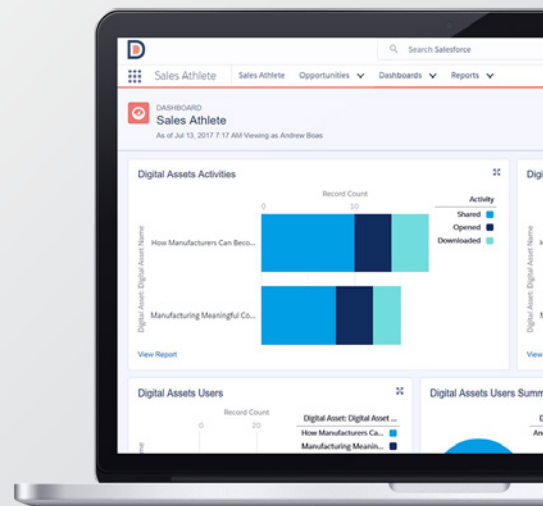 D
Search Salesforce
Sales Athlete Sales Athlete Opportunities Dashboards Reports
DASHBOARD
Sales Athlete
As of Jul 13, 2017 7:17 AM Viewing as Andrew Boas
Digital Assets Activities
Record Count
0 10
Activity
Shared
Opened
Downloaded
Digital Asset: Digital Asset Name
How Manufacturers Can Beco...
Manufacturing Meaningful Co...
View Report
Digi
View
Digital Assets Users
Record Count
0 20
Digital Asset: Digital Asset ...
How Manufacturers Ca...
Manufacturing Meanin...
Digital Assets Users Summ